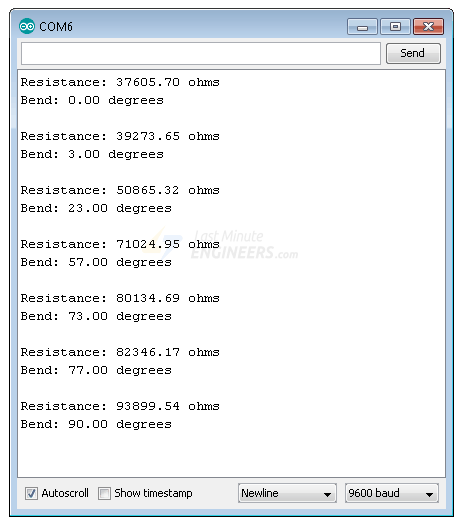 COM6
Send
Resistance: 37605.70 ohms
Bend: 0.00 degrees
Resistance: 39273.65 ohms
Bend: 3.00 degrees
Resistance: 50865.32 ohms
Bend: 23.00 degrees
Resistance: 71024.95 ohms
Bend: 57.00 degrees
Last Minute
ENGINEERS.com
Resistance: 80134.69 ohms
Bend: 73.00 degrees
Resistance: 82346.17 ohms
Bend: 77.00 degrees
Resistance: 93899.54 ohms
Bend: 90.00 degrees
Autoscroll Show timestamp Newline 9600 baud